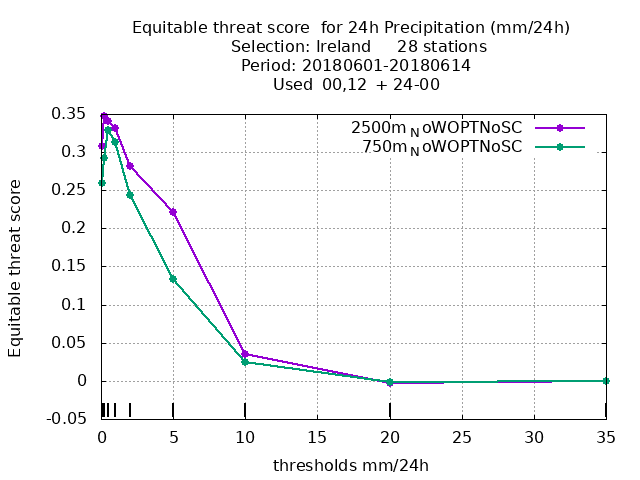 Equitable threat score  for 24h Precipitation (mm/24h)
Selection: Ireland     28 stations
Period: 20180601-20180614
Used  00,12  + 24-00
2500m_NoWOPTNoSC
750m_NoWOPTNoSC
Equitable threat score
0.35
0.3
0.25
0.2
0.15
0.1
0.05
0
-0.05
0 5 10 15 20 25 30 35
thresholds mm/24h